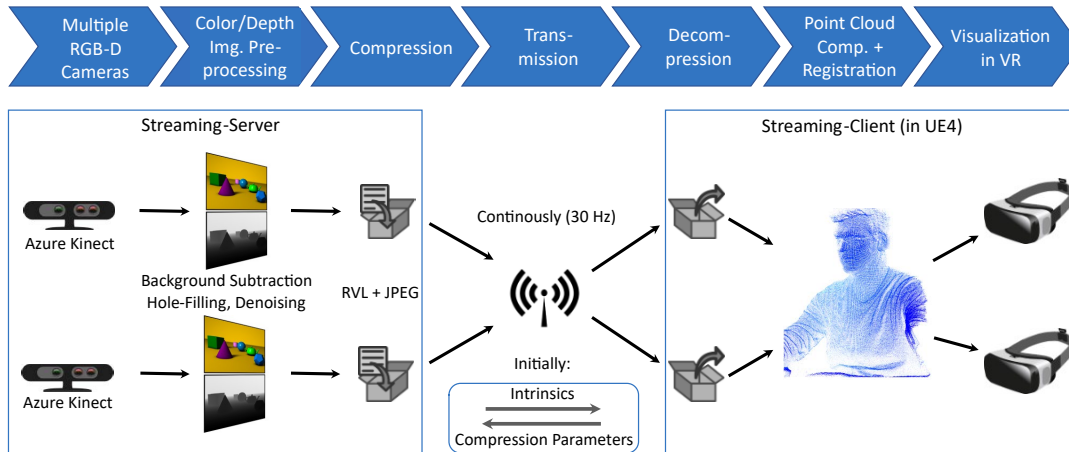 Multiple
RGB-D
Cameras
Color/Depth
Img. Pre-
processing
Compression
Trans-
mission
Decom-
pression
Point Cloud
Comp. +
Registration
Visualization
in VR
Streaming-Server
Streaming-Client (in UE4)
Azure Kinect
Background Subtraction
Hole-Filling, Denoising
RVL + JPEG
Azure Kinect
Continously (30 Hz)
Initially:
Intrinsics
Compression Parameters